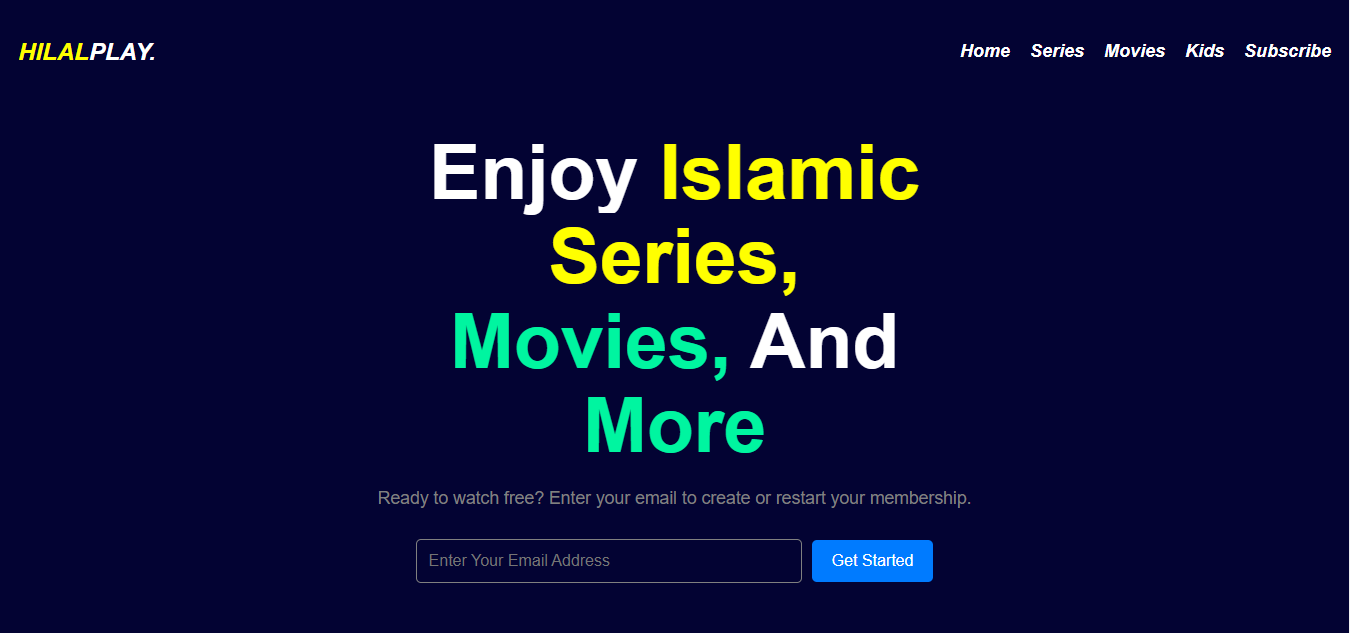 HILALPLAY.
Home Series Movies Kids Subscribe
Enjoy Islamic
Series,
Movies, And
More
Ready to watch free? Enter your email to create or restart your membership.
Enter Your Email Address
Get Started